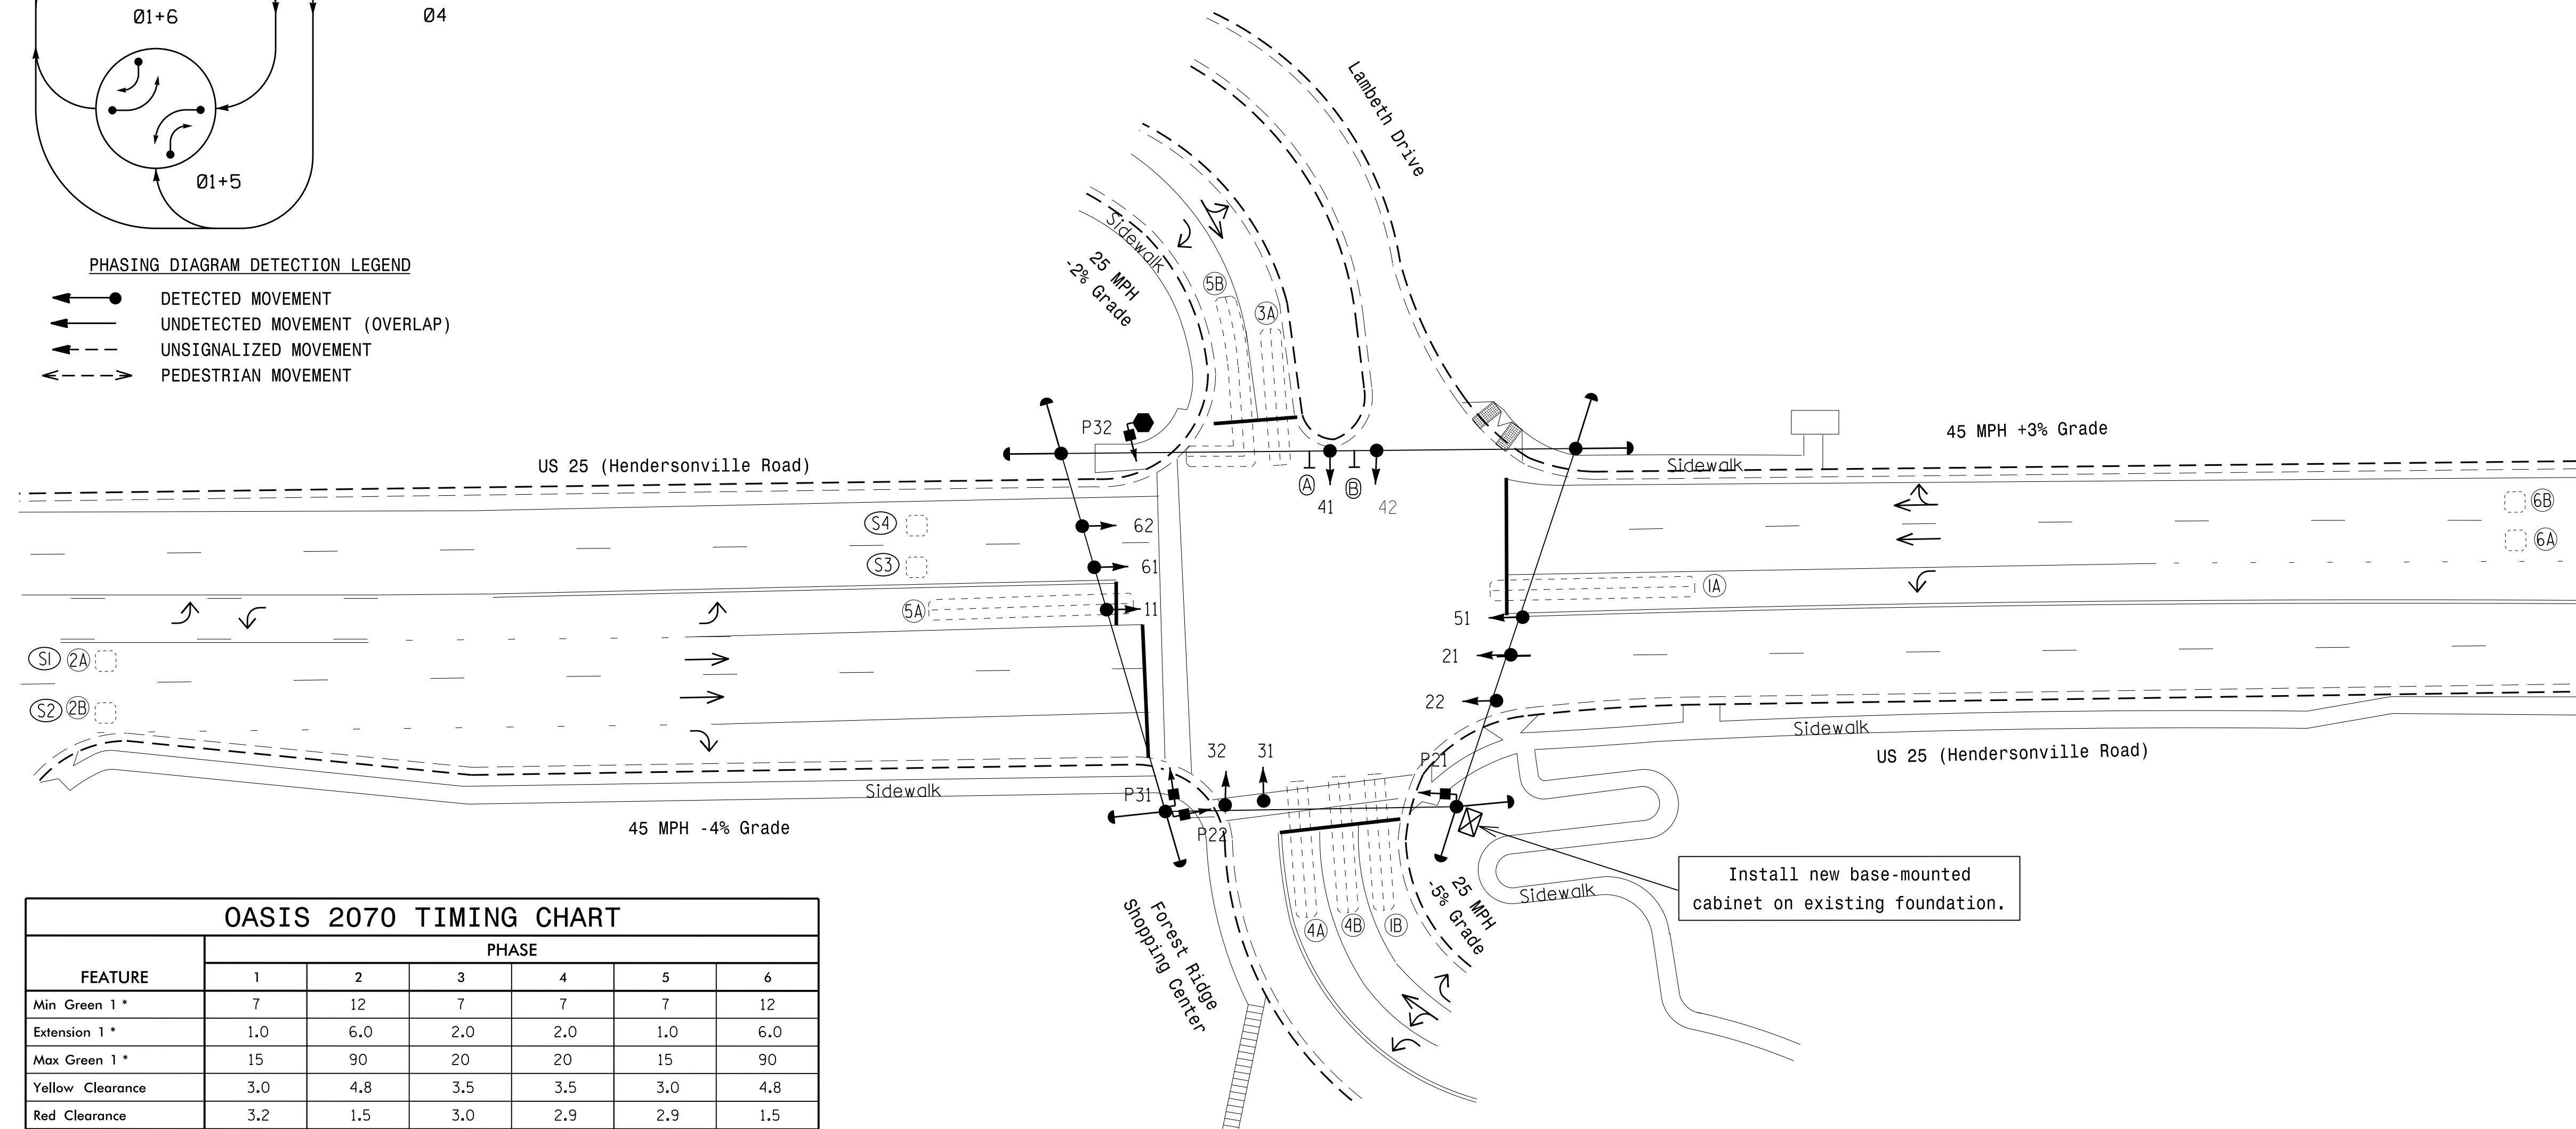 Ø1+6
Ø4
Ø1+5
PHASING DIAGRAM DETECTION LEGEND
DETECTED MOVEMENT
UNDETECTED MOVEMENT (OVERLAP)
UNSIGNALIZED MOVEMENT
PEDESTRIAN MOVEMENT
Lambeth Drive
Sidewalk
25 MPH
-2% Grade
5B
3A
P32
US 25 (Hendersonville Road)
A
B
41
42
Sidewalk
45 MPH +3% Grade
S4
62
S3
61
5A
11
6B
6A
1A
51
21
22
S1 2A
S2 2B
Sidewalk
US 25 (Hendersonville Road)
32
31
P21
P31
P22
Sidewalk
45 MPH -4% Grade
4A
4B
1B
25 MPH
-5% Grade
Sidewalk
Install new base-mounted
cabinet on existing foundation.
Forest Ridge
Shopping Center
OASIS 2070 TIMING CHART
FEATURE
PHASE
1 2 3 4 5 6
Min Green 1 * 7 12 7 7 7 12
Extension 1 * 1.0 6.0 2.0 2.0 1.0 6.0
Max Green 1 * 15 90 20 20 15 90
Yellow Clearance 3.0 4.8 3.5 3.5 3.0 4.8
Red Clearance 3.2 1.5 3.0 2.9 2.9 1.5